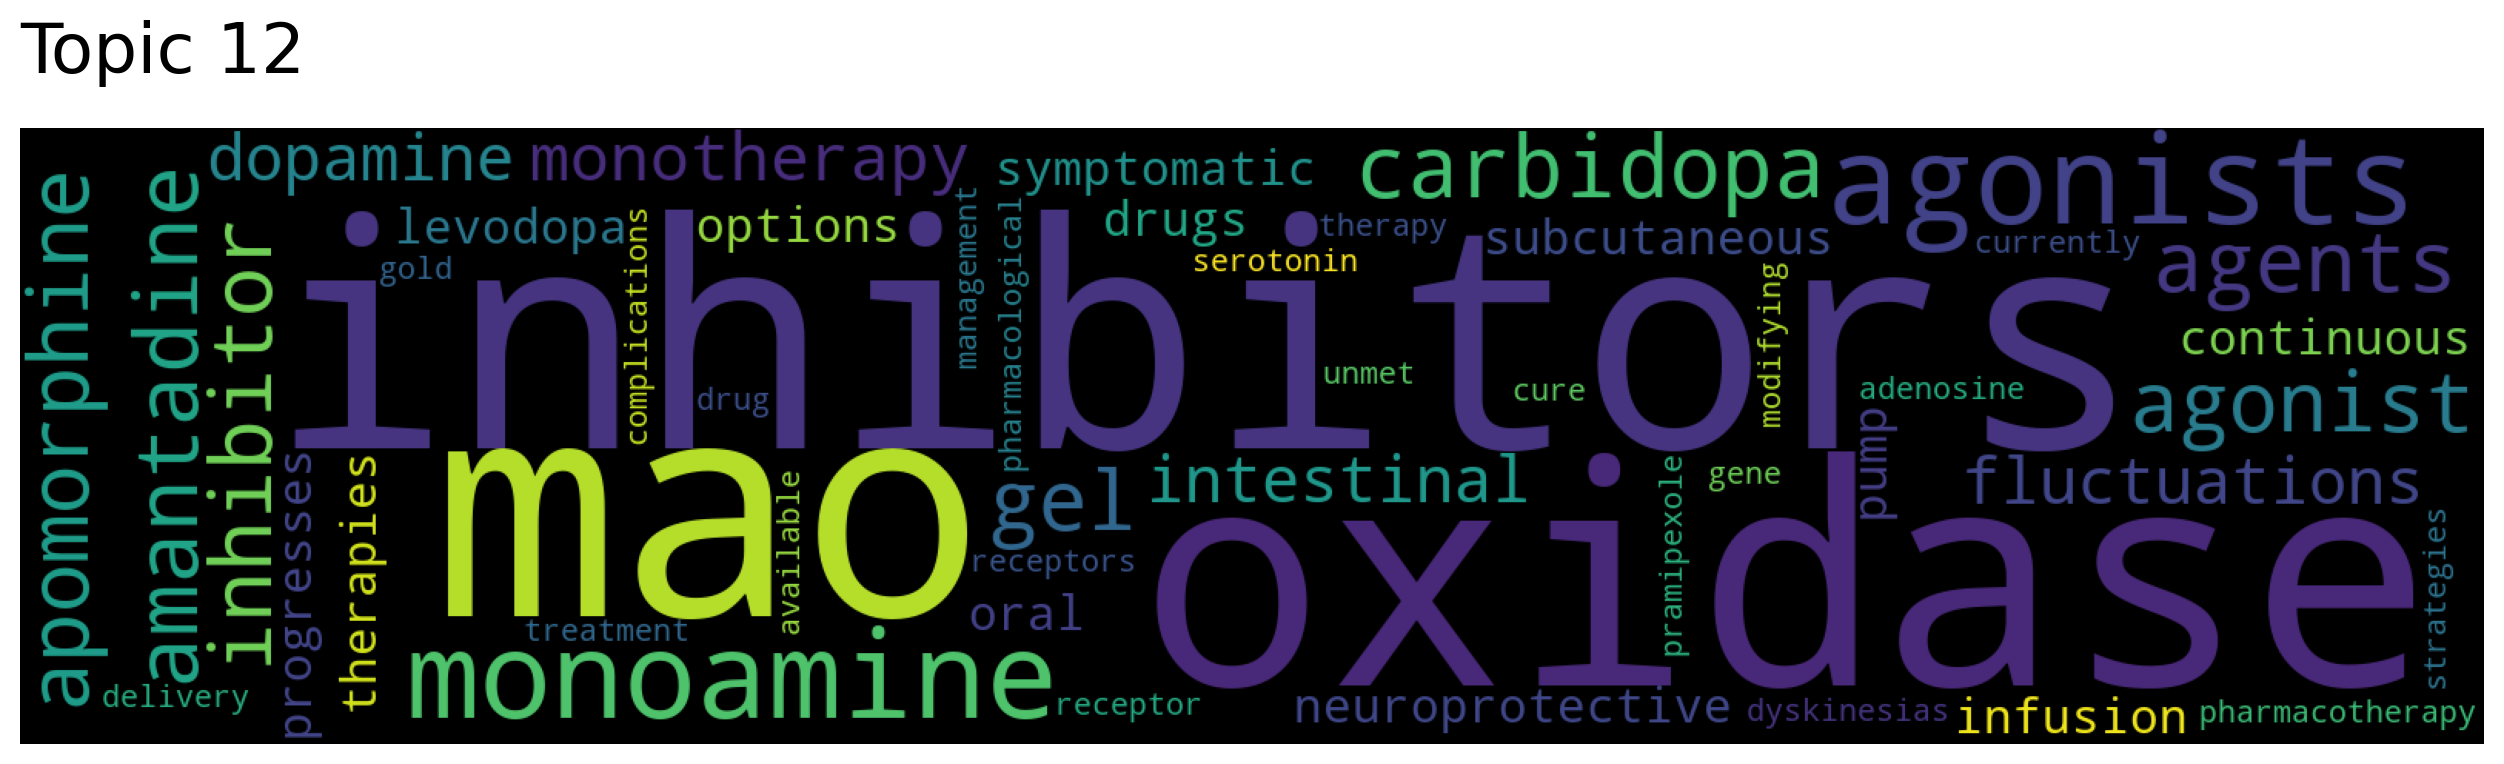 Topic 12
dopamine
monotherapy
symptomatic
carbidopa
agonists
apomorphine
amantadine
inhibitor
levodopa
options
drugs
therapy
subcutaneous
currently
agents
gold
complications
management
pharmacological
serotonin
modifying
inhibitors
continuous
drug
unmet
cure
adenosine
agonist
pump
progresses
therapies
mao
available
gel
intestinal
pramipexole
gene
fluctuations
receptors
oxidase
oral
strategies
treatment
monoamine
delivery
receptor
neuroprotective
dyskinesias
infusion
pharmacotherapy